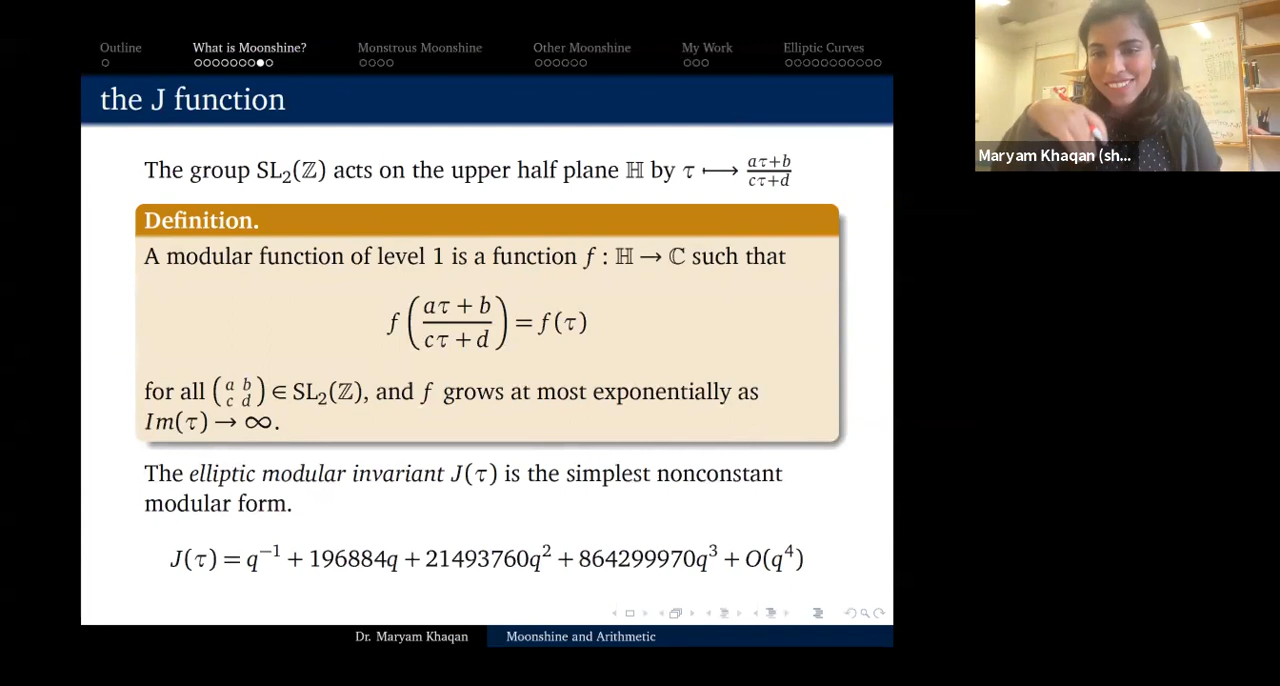 Outline What is Moonshine? Monstrous Moonshine Other Moonshine My Work Elliptic Curves
the J function
The group SL₂(ℤ) acts on the upper half plane ℍ by τ ⟼ (aτ+b)/(cτ+d)
Definition.
A modular function of level 1 is a function f : ℍ → ℂ such that
f((aτ + b)/(cτ + d)) = f(τ)
for all (a b; c d) ∈ SL₂(ℤ), and f grows at most exponentially as
Im(τ) → ∞.
The elliptic modular invariant J(τ) is the simplest nonconstant
modular form.
J(τ) = q⁻¹ + 196884q + 21493760q² + 864299970q³ + O(q⁴)
Dr. Maryam Khaqan Moonshine and Arithmetic
Maryam Khaqan (sh...